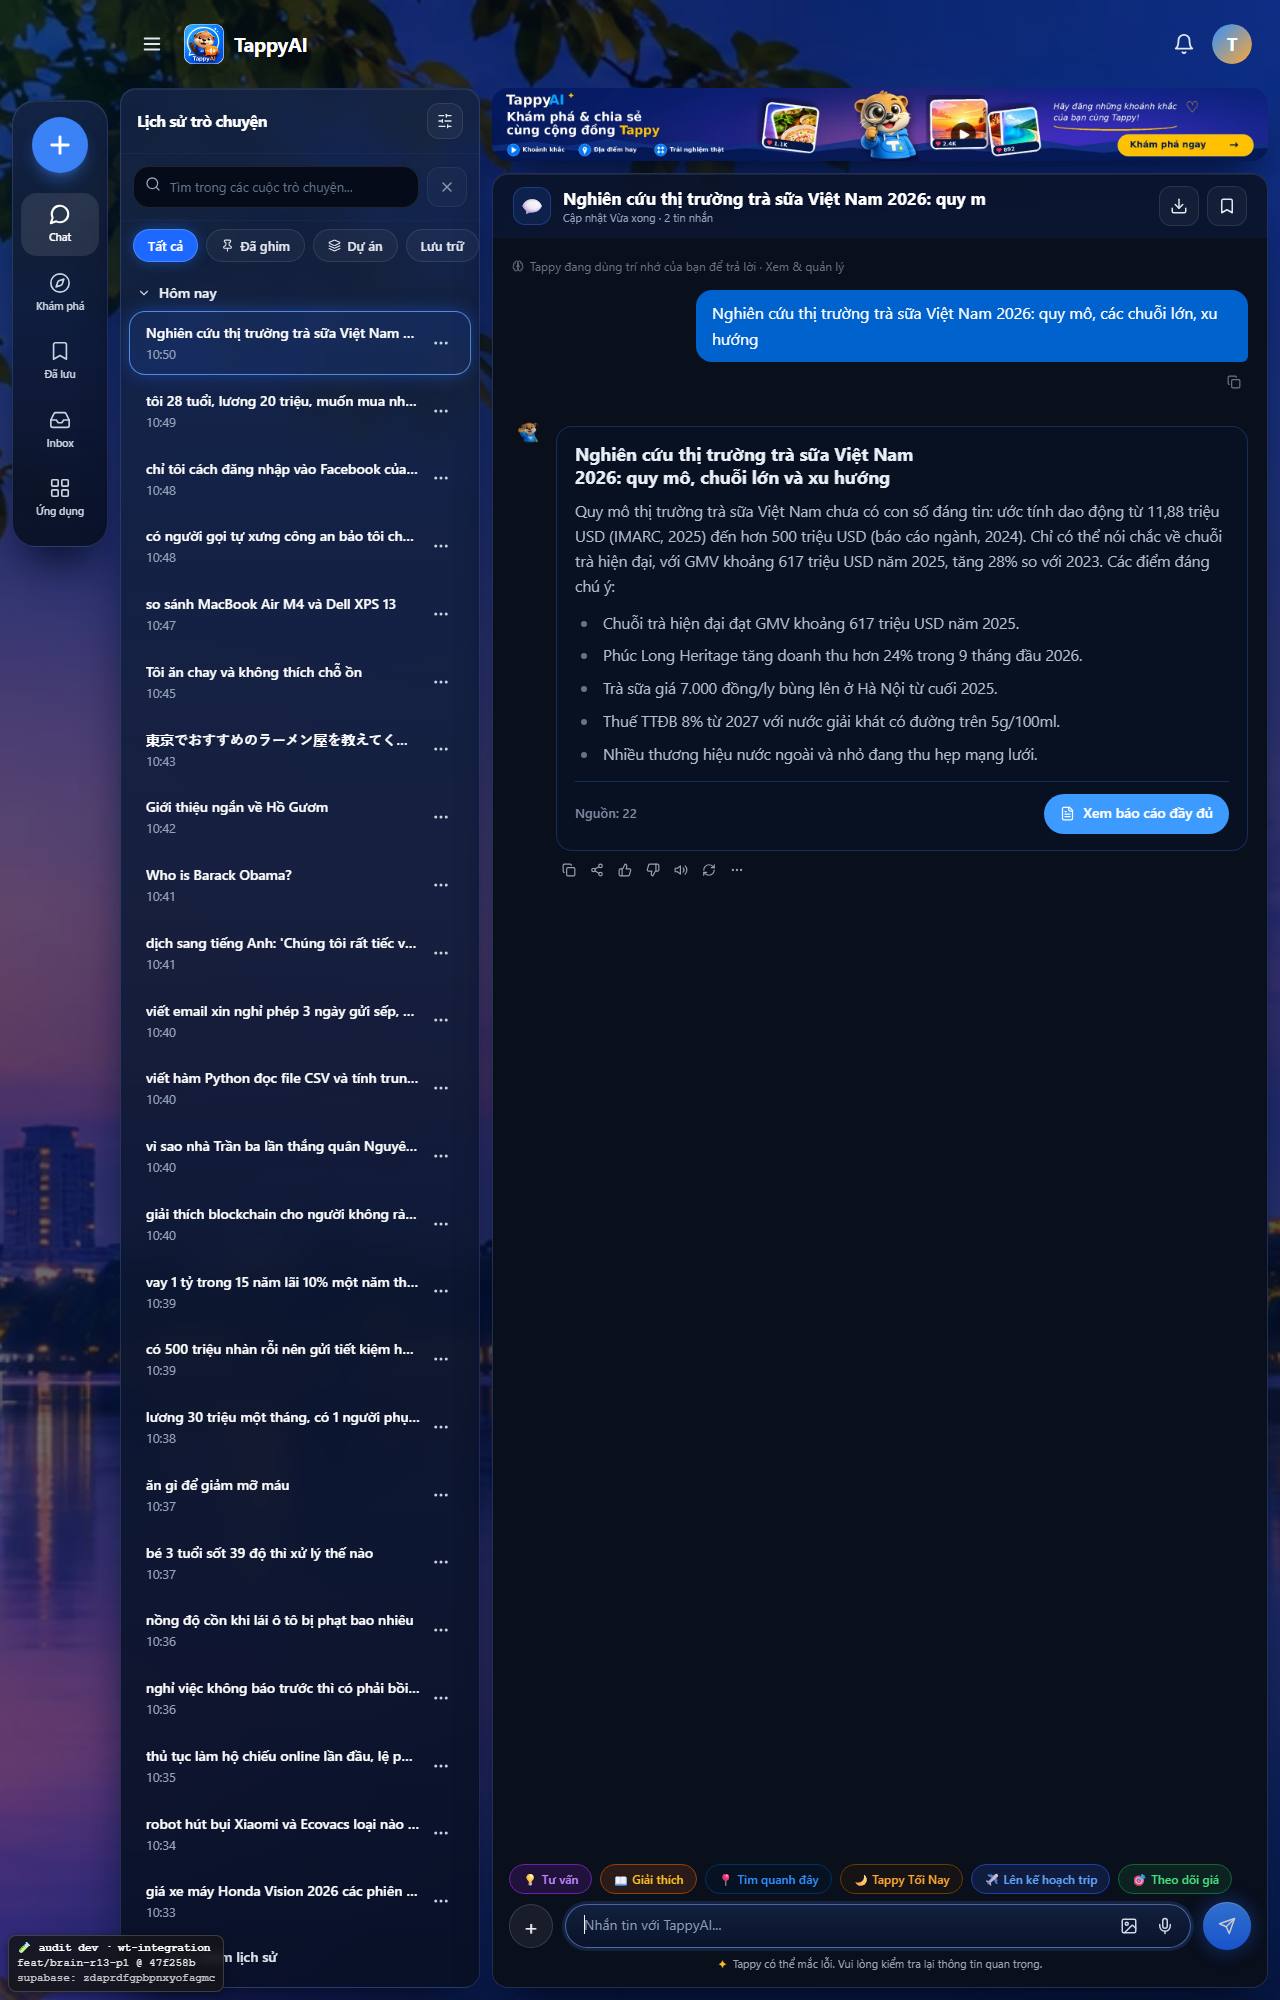 TappyAI
T
Lịch sử trò chuyện
Tìm trong các cuộc trò chuyện...
Tất cả
Đã ghim
Dự án
Lưu trữ
Chat
Khám phá
Đã lưu
Inbox
Ứng dụng
Hôm nay
Nghiên cứu thị trường trà sữa Việt Nam ...
10:50
tôi 28 tuổi, lương 20 triệu, muốn mua nh...
10:49
chỉ tôi cách đăng nhập vào Facebook của...
10:48
có người gọi tự xưng công an bảo tôi ch...
10:48
so sánh MacBook Air M4 và Dell XPS 13
10:47
Tôi ăn chay và không thích chỗ ồn
10:45
東京でおすすめのラーメン屋を教えてく...
10:43
Giới thiệu ngắn về Hồ Gươm
10:42
Who is Barack Obama?
10:41
dịch sang tiếng Anh: 'Chúng tôi rất tiếc v...
10:41
viết email xin nghỉ phép 3 ngày gửi sếp, ...
10:40
viết hàm Python đọc file CSV và tính trun...
10:40
vì sao nhà Trần ba lần thắng quân Nguyê...
10:40
giải thích blockchain cho người không rà...
10:40
vay 1 tỷ trong 15 năm lãi 10% một năm th...
10:39
có 500 triệu nhàn rỗi nên gửi tiết kiệm h...
10:39
lương 30 triệu một tháng, có 1 người phụ...
10:38
ăn gì để giảm mỡ máu
10:37
bé 3 tuổi sốt 39 độ thì xử lý thế nào
10:37
nồng độ cồn khi lái ô tô bị phạt bao nhiêu
10:36
nghỉ việc không báo trước thì có phải bồi...
10:36
thủ tục làm hộ chiếu online lần đầu, lệ p...
10:35
robot hút bụi Xiaomi và Ecovacs loại nào ...
10:34
giá xe máy Honda Vision 2026 các phiên ...
10:33
lịch sử
audit dev · wt-integration
feat/brain-r13-p1 @ 47f258b
supabase: zdaprdfgpbpnxyofagmc
TappyAI
Khám phá & chia sẻ
cùng cộng đồng Tappy
Khoảnh khắc
Địa điểm hay
Trải nghiệm thật
1.1K
2.4K
892
Hãy đăng những khoảnh khắc
của bạn cùng Tappy!
Khám phá ngay →
Nghiên cứu thị trường trà sữa Việt Nam 2026: quy m
Cập nhật Vừa xong · 2 tin nhắn
Tappy đang dùng trí nhớ của bạn để trả lời · Xem & quản lý
Nghiên cứu thị trường trà sữa Việt Nam 2026: quy mô, các chuỗi lớn, xu
hướng
Nghiên cứu thị trường trà sữa Việt Nam
2026: quy mô, chuỗi lớn và xu hướng
Quy mô thị trường trà sữa Việt Nam chưa có con số đáng tin: ước tính dao động từ 11,88 triệu
USD (IMARC, 2025) đến hơn 500 triệu USD (báo cáo ngành, 2024). Chỉ có thể nói chắc về chuỗi
trà hiện đại, với GMV khoảng 617 triệu USD năm 2025, tăng 28% so với 2023. Các điểm đáng
chú ý:
• Chuỗi trà hiện đại đạt GMV khoảng 617 triệu USD năm 2025.
• Phúc Long Heritage tăng doanh thu hơn 24% trong 9 tháng đầu 2026.
• Trà sữa giá 7.000 đồng/ly bùng lên ở Hà Nội từ cuối 2025.
• Thuế TTĐB 8% từ 2027 với nước giải khát có đường trên 5g/100ml.
• Nhiều thương hiệu nước ngoài và nhỏ đang thu hẹp mạng lưới.
Nguồn: 22
Xem báo cáo đầy đủ
Tư vấn
Giải thích
Tìm quanh đây
Tappy Tối Nay
Lên kế hoạch trip
Theo dõi giá
Nhắn tin với TappyAI...
Tappy có thể mắc lỗi. Vui lòng kiểm tra lại thông tin quan trọng.